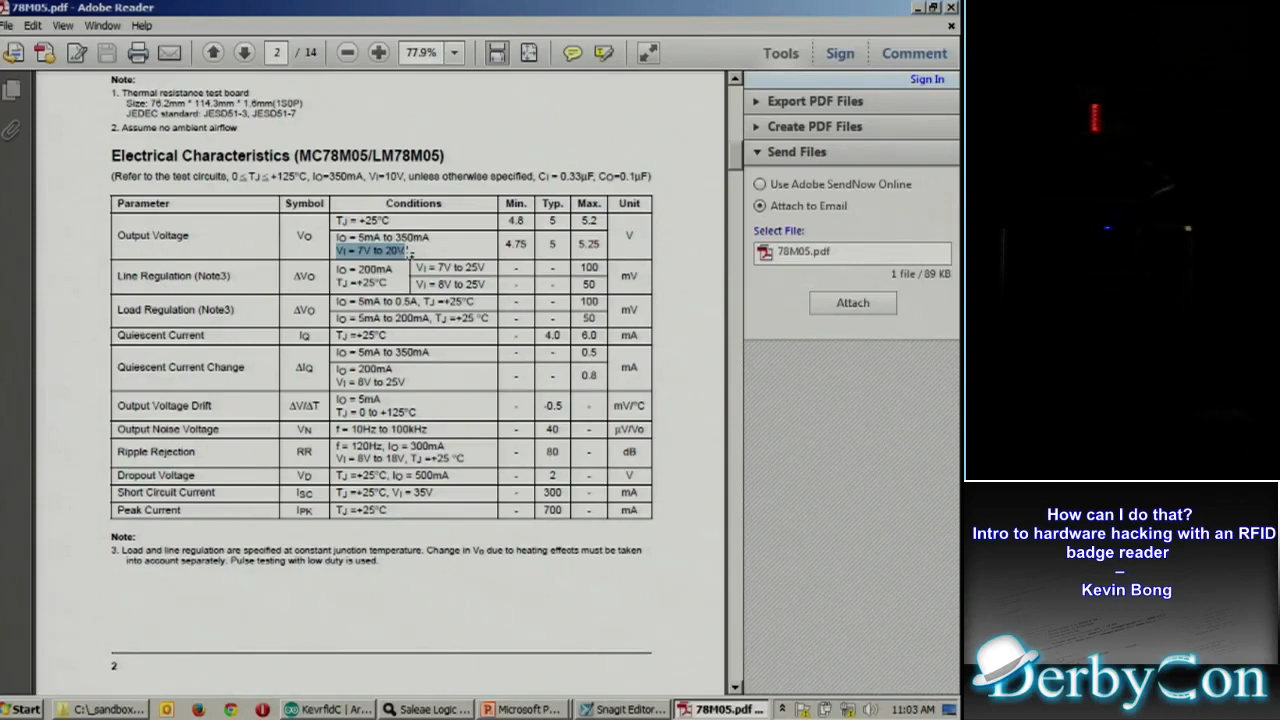 78M05.pdf - Adobe Reader
File Edit View Window Help
2 / 14 77.9% Tools Sign Comment
Sign In
Export PDF Files
Create PDF Files
Send Files
Use Adobe SendNow Online
Attach to Email
Select File:
78M05.pdf
1 file / 89 KB
Attach
Note:
1. Thermal resistance test board
Size: 76.2mm * 114.3mm * 1.6mm(1S0P)
JEDEC standard: JESD51-3, JESD51-7
2. Assume no ambient airflow
Electrical Characteristics (MC78M05/LM78M05)
(Refer to the test circuits, 0 ≤ TJ ≤ +125°C, IO=350mA, VI=10V, unless otherwise specified, CI = 0.33µF, CO=0.1µF)
Parameter Symbol Conditions Min. Typ. Max. Unit
Output Voltage VO TJ = +25°C 4.8 5 5.2 V
IO = 5mA to 350mA
VI = 7V to 20V 4.75 5 5.25
Line Regulation (Note3) ΔVO IO = 200mA
TJ =+25°C VI = 7V to 25V - - 100 mV
VI = 8V to 25V - - 50
Load Regulation (Note3) ΔVO IO = 5mA to 0.5A, TJ =+25°C - - 100 mV
IO = 5mA to 200mA, TJ =+25 °C - - 50
Quiescent Current IQ TJ =+25°C - 4.0 6.0 mA
Quiescent Current Change ΔIQ IO = 5mA to 350mA - - 0.5 mA
IO = 200mA
VI = 8V to 25V - - 0.8
Output Voltage Drift ΔV/ΔT IO = 5mA
TJ = 0 to +125°C - -0.5 - mV/°C
Output Noise Voltage VN f = 10Hz to 100kHz - 40 - µV/Vo
Ripple Rejection RR f = 120Hz, IO = 300mA
VI = 8V to 18V, TJ =+25 °C - 80 - dB
Dropout Voltage VD TJ =+25°C, IO = 500mA - 2 - V
Short Circuit Current ISC TJ =+25°C, VI = 35V - 300 - mA
Peak Current IPK TJ =+25°C - 700 - mA
Note:
3. Load and line regulation are specified at constant junction temperature. Change in VO due to heating effects must be taken
into account separately. Pulse testing with low duty is used.
2
Start C:\_sandbox... KevrfidC | Ar... Saleae Logic ... Microsoft P... Snagit Editor... 78M05.pdf ... 11:03 AM
How can I do that?
Intro to hardware hacking with an RFID
badge reader
–
Kevin Bong
DerbyCon